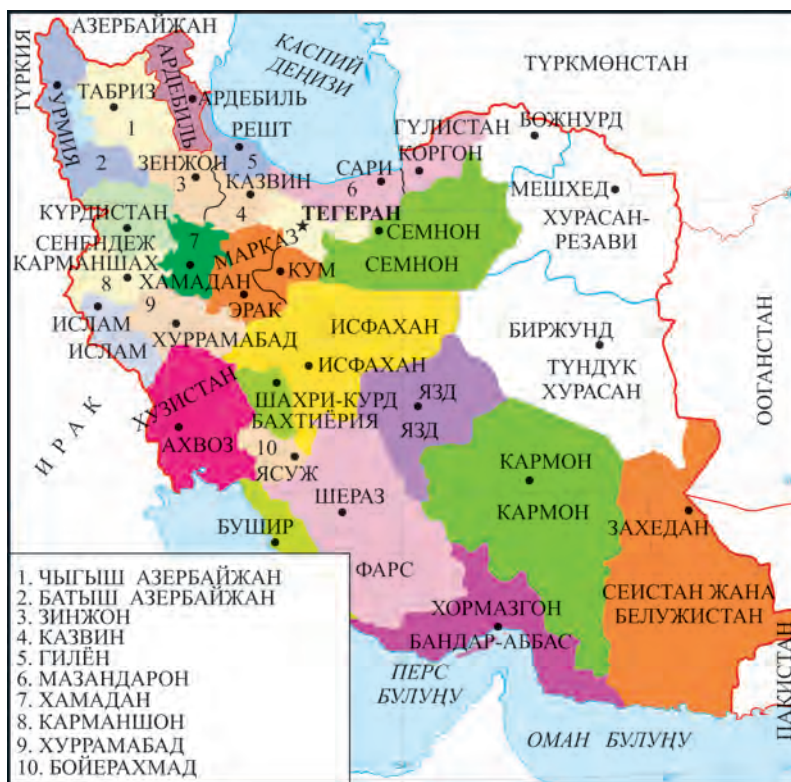 АЗЕРБАЙЖАН
ТҮРКИЯ
КАСПИЙ
ДЕНИЗИ
ТҮРКМӨНСТАН
АРДЕБИЛЬ
АРДЕБИЛЬ
ТАБРИЗ
1
УРМИЯ
2
РЕШТ
5
ЗЕНЖОН
3
КАЗВИН
4
САРИ
6
ГҮЛИСТАН
КОРГОН
БОЖНУРД
МЕШХЕД
ХУРАСАН-
РЕЗАВИ
ТЕГЕРАН
СЕМНОН
СЕМНОН
КҮРДИСТАН
СЕНЕНДЕЖ
7
МАРКАЗ
КУМ
КАРМАНШАХ
8
ХАМАДАН
ЭРАК
9
ИСЛАМ
ИСЛАМ
ХУРРАМАБАД
ИСФАХАН
ИСФАХАН
БИРЖУНД
ТҮНДҮК
ХУРАСАН
ООГАНСТАН
ИРАК
ХУЗИСТАН
АХВОЗ
ШАХРИ-КУРД
БАХТИЁРИЯ
ЯЗД
ЯЗД
10
ЯСУЖ
КАРМОН
КАРМОН
ШЕРАЗ
БУШИР
ФАРС
ЗАХЕДАН
СЕИСТАН ЖАНА
БЕЛУЖИСТАН
ХОРМАЗГОН
БАНДАР-АББАС
ПЕРС
БУЛУҢУ
ОМАН БУЛУҢУ
ПАКИСТАН
1. ЧЫГЫШ АЗЕРБАЙЖАН
2. БАТЫШ АЗЕРБАЙЖАН
3. ЗИНЖОН
4. КАЗВИН
5. ГИЛЁН
6. МАЗАНДАРОН
7. ХАМАДАН
8. КАРМАНШОН
9. ХУРРАМАБАД
10. БОЙЕРАХМАД